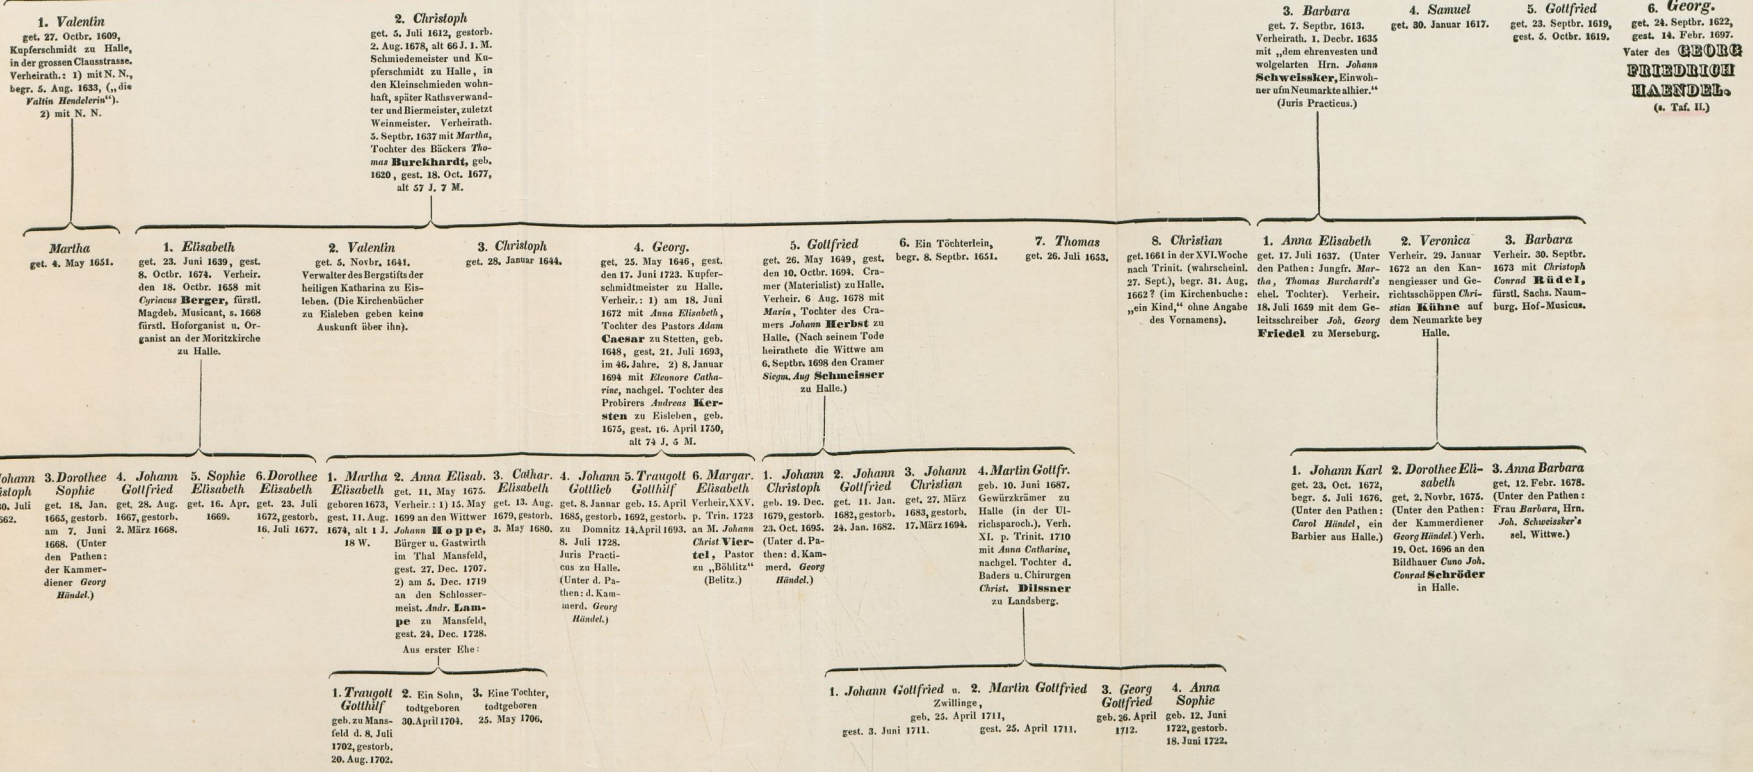 1. Valentin
get. 27. Octbr. 1609,
Kupferschmidt zu Halle,
in der grossen Clausstrasse.
Verheirath.: 1) mit N. N.,
begr. 5. Aug. 1633, („die
Valtin Hendelerin“).
2) mit N. N.
2. Christoph
get. 5. Juli 1612, gestorb.
2. Aug. 1678, alt 66 J. 1. M.
Schmiedemeister und Ku-
pferschmidt zu Halle, in
den Kleinschmieden wohn-
haft, später Rathsverwand-
ter und Biermeister, zuletzt
Weinmeister. Verheirath.
5. Septbr. 1637 mit Martha,
Tochter des Bäckers Tho-
mas Burckhardt, geb.
1620, gest. 18. Oct. 1677,
alt 57 J. 7 M.
3. Barbara
get. 7. Septbr. 1613.
Verheirath. 1. Decbr. 1635
mit „dem ehrenvesten und
wolgelarten Hrn. Johann
Schweissker, Einwoh-
ner ufm Neumarkte alhier.“
(Juris Practicus.)
4. Samuel
get. 30. Januar 1617.
5. Gottfried
get. 23. Septbr. 1619,
gest. 5. Octbr. 1619.
6. Georg.
get. 24. Septbr. 1622,
gest. 14. Febr. 1697.
Vater des GEORG
FRIEDRICH
HAENDEL.
(s. Taf. II.)
Martha
get. 4. May 1651.
1. Elisabeth
get. 23. Juni 1639, gest.
8. Octbr. 1674. Verheir.
den 18. Octbr. 1658 mit
Cyriacus Berger, fürstl.
Magdeb. Musicant, s. 1668
fürstl. Hoforganist u. Or-
ganist an der Moritzkirche
zu Halle.
2. Valentin
get. 5. Novbr. 1641.
Verwalter des Bergstifts der
heiligen Katharina zu Eis-
leben. (Die Kirchenbücher
zu Eisleben geben keine
Auskunft über ihn).
3. Christoph
get. 28. Januar 1644.
4. Georg.
get. 25. May 1646, gest.
den 17. Juni 1723. Kupfer-
schmidtmeister zu Halle.
Verheir.: 1) am 18. Juni
1672 mit Anna Elisabeth,
Tochter des Pastors Adam
Caesar zu Stetten, geb.
1648, gest. 21. Juli 1693,
im 46. Jahre. 2) 8. Januar
1694 mit Eleonore Catha-
rine, nachgel. Tochter des
Probirers Andreas Ker-
sten zu Eisleben, geb.
1675, gest. 16. April 1750,
alt 74 J. 5 M.
5. Gottfried
get. 26. May 1649, gest.
den 10. Octbr. 1694. Cra-
mer (Materialist) zu Halle.
Verheir. 6 Aug. 1678 mit
Maria, Tochter des Cra-
mers Johann Herbst zu
Halle. (Nach seinem Tode
heirathete die Wittwe am
6. Septbr. 1698 den Cramer
Siegm. Aug Schmeisser
zu Halle.)
6. Ein Töchterlein,
begr. 8. Septbr. 1651.
7. Thomas
get. 26. Juli 1653.
8. Christian
get. 1661 in der XVI. Woche
nach Trinit. (wahrscheinl.
27. Sept.), begr. 31. Aug.
1662? (im Kirchenbuche:
„ein Kind,“ ohne Angabe
des Vornamens).
1. Anna Elisabeth
get. 17. Juli 1637. (Unter
den Pathen: Jungfr. Mar-
tha, Thomas Burchardt's
ehel. Tochter). Verheir.
18. Juli 1659 mit dem Ge-
leitsschreiber Joh. Georg
Friedel zu Merseburg.
2. Veronica
Verheir. 29. Januar
1672 an den Kan-
nengiesser und Ge-
richtsschöppen Chri-
stian Kühne auf
dem Neumarkte bey
Halle.
3. Barbara
Verheir. 30. Septbr.
1673 mit Christoph
Conrad Rüdel,
fürstl. Sachs. Naum-
burg. Hof-Musicus.
ohann
istoph
30. Juli
662.
3. Dorothee
Sophie
get. 18. Jan.
1665, gestorb.
am 7. Juni
1668. (Unter
den Pathen:
der Kammer-
diener Georg
Händel.)
4. Johann
Gottfried
get. 28. Aug.
1667, gestorb.
2. März 1668.
5. Sophie
Elisabeth
get. 16. Apr.
1669.
6. Dorothee
Elisabeth
get. 23. Juli
1672, gestorb.
16. Juli 1677.
1. Martha
Elisabeth
geboren 1673,
gest. 11. Aug.
1674, alt 1 J.
18 W.
2. Anna Elisab.
get. 11. May 1675.
Verheir.: 1) 15. May
1699 an den Wittwer
Johann Hoppe,
Bürger u. Gastwirth
im Thal Mansfeld,
gest. 27. Dec. 1707.
2) am 5. Dec. 1719
an den Schlosser-
meist. Andr. Lam-
pe zu Mansfeld,
gest. 24. Dec. 1728.
Aus erster Ehe:
3. Cathar.
Elisabeth
get. 13. Aug.
1679, gestorb.
3. May 1680.
4. Johann
Gottlieb
get. 8. Januar
1685, gestorb.
zu Domnitz
8. Juli 1728.
Juris Practi-
cus zu Halle.
(Unter d. Pa-
then: d. Kam-
merd. Georg
Händel.)
5. Traugott
Gotthilf
geb. 15. April
1692, gestorb.
14. April 1693.
6. Margar.
Elisabeth
Verheir. XXV.
p. Trin. 1723
an M. Johann
Christ. Vier-
tel, Pastor
zu „Böhlitz“
(Belitz.)
1. Johann
Christoph
geb. 19. Dec.
1679, gestorb.
23. Oct. 1695.
(Unter d. Pa-
then: d. Kam-
merd. Georg
Händel.)
2. Johann
Gottfried
get. 11. Jan.
1682, gestorb.
24. Jan. 1682.
3. Johann
Christian
get. 27. März
1683, gestorb.
17. März 1694.
4. Martin Gottfr.
geb. 10. Juni 1687.
Gewürzkrämer zu
Halle (in der Ul-
richsparoch.). Verh.
XI. p. Trinit. 1710
mit Anna Catharine,
nachgel. Tochter d.
Baders u. Chirurgen
Christ. Dilssner
zu Landsberg.
1. Johann Karl
get. 23. Oct. 1672,
begr. 5. Juli 1676.
(Unter den Pathen:
Carol Händel, ein
Barbier aus Halle.)
2. Dorothee Eli-
sabeth
get. 2. Novbr. 1675.
(Unter den Pathen:
der Kammerdiener
Georg Händel.) Verh.
19. Oct. 1696 an den
Bildhauer Cuno Joh.
Conrad Schröder
in Halle.
3. Anna Barbara
get. 12. Febr. 1678.
(Unter den Pathen:
Frau Barbara, Hrn.
Joh. Schweissker's
sel. Wittwe.)
1. Traugott
Gotthilf
geb. zu Mans-
feld d. 8. Juli
1702, gestorb.
20. Aug. 1702.
2. Ein Sohn,
todtgeboren
30. April 1704.
3. Eine Tochter,
todtgeboren
25. May 1706.
1. Johann Gottfried u. 2. Martin Gottfried
Zwillinge,
geb. 25. April 1711,
gest. 3. Juni 1711. gest. 25. April 1711.
3. Georg
Gottfried
geb. 26. April
1712.
4. Anna
Sophie
geb. 12. Juni
1722, gestorb.
18. Juni 1722.